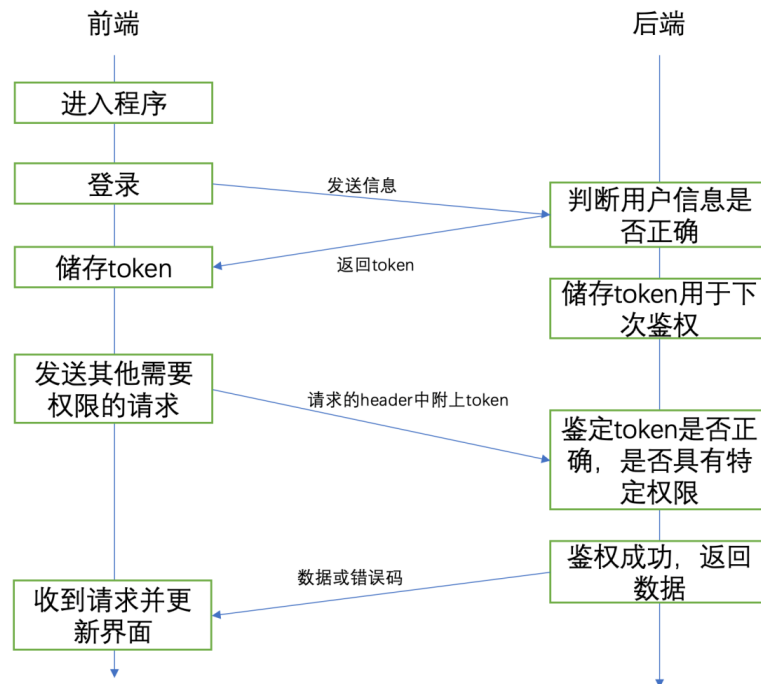 前端
后端
进入程序
登录
发送信息
判断用户信息是
否正确
储存token
返回token
储存token用于下
次鉴权
发送其他需要
权限的请求
请求的header中附上token
鉴定token是否正
确，是否具有特
定权限
鉴权成功，返回
数据
数据或错误码
收到请求并更
新界面